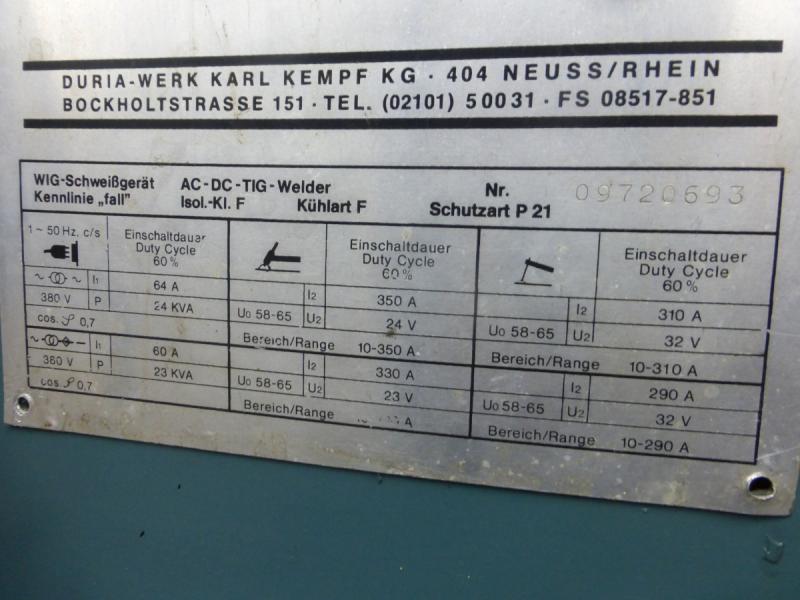 DURIA-WERK KARL KEMPF KG · 404 NEUSS/RHEIN
BOCKHOLTSTRASSE 151 · TEL. (02101) 50031 · FS 08517-851
WIG-Schweißgerät AC-DC-TIG-Welder Nr. 09720693
Kennlinie „fall” Isol.-Kl. F Kühlart F Schutzart P 21
1 ~ 50 Hz. c/s Einschaltdauer Duty Cycle 60 %
Einschaltdauer Duty Cycle 60 %
Einschaltdauer Duty Cycle 60 %
~ ~ I1 64 A
380 V P 24 KVA
cos. φ 0,7
I2 350 A
Uo 58-65 U2 24 V
Bereich/Range 10-350 A
I2 310 A
Uo 58-65 U2 32 V
Bereich/Range 10-310 A
~ – I1 60 A
380 V P 23 KVA
cos φ 0,7
I2 330 A
Uo 58-65 U2 23 V
Bereich/Range A
I2 290 A
Uo 58-65 U2 32 V
Bereich/Range 10-290 A